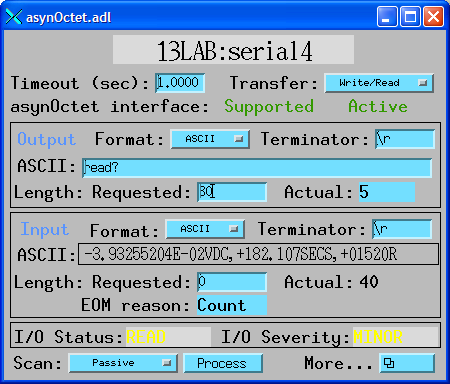 asynOctet.adl
13LAB:serial4
Timeout (sec): 1.0000 Transfer: Write/Read
asynOctet interface: Supported Active
Output Format: ASCII Terminator: \r
ASCII: read?
Length: Requested: 80 Actual: 5
Input Format: ASCII Terminator: \r
ASCII: -3.93255204E-02VDC,+182.107SECS,+01520R
Length: Requested: 0 Actual: 40
EOM reason: Count
I/O Status: READ I/O Severity: MINOR
Scan: Passive Process More...